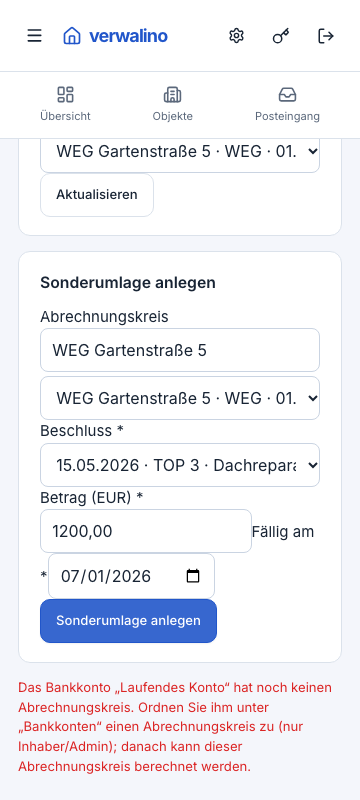 verwalino
Übersicht
Objekte
Posteingang
WEG Gartenstraße 5 · WEG · 01.
Aktualisieren
Sonderumlage anlegen
Abrechnungskreis
WEG Gartenstraße 5
WEG Gartenstraße 5 · WEG · 01.
Beschluss *
15.05.2026 · TOP 3 · Dachrepara
Betrag (EUR) *
1200,00
Fällig am
*
07/01/2026
Sonderumlage anlegen
Das Bankkonto „Laufendes Konto“ hat noch keinen
Abrechnungskreis. Ordnen Sie ihm unter
„Bankkonten“ einen Abrechnungskreis zu (nur
Inhaber/Admin); danach kann dieser
Abrechnungskreis berechnet werden.